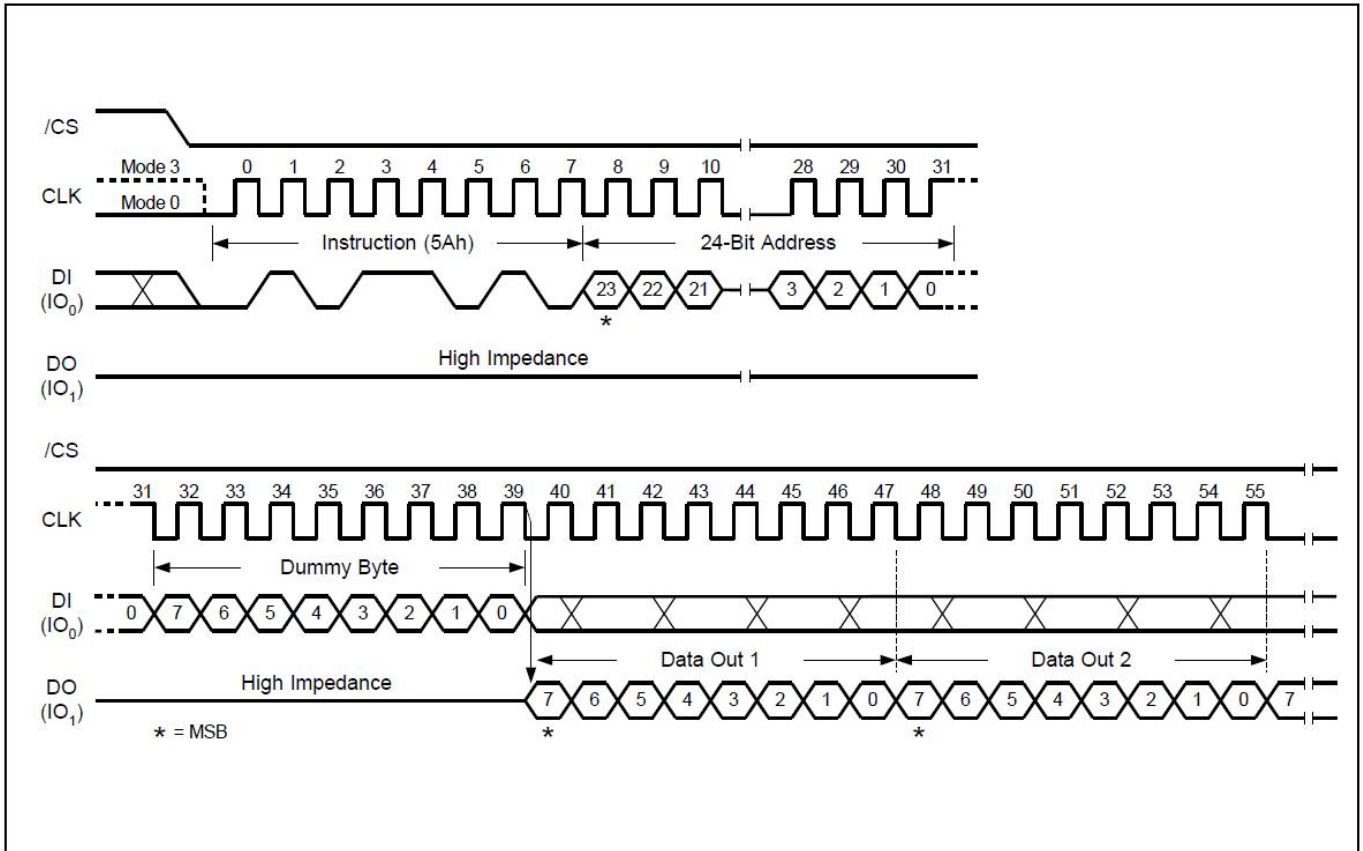 /CS
Mode 3 0 1 2 3 4 5 6 7 8 9 10 28 29 30 31
CLK
Mode 0
Instruction (5Ah) 24-Bit Address
DI
(IO0) 23 22 21 3 2 1 0
*
High Impedance
DO
(IO1)
/CS
31 32 33 34 35 36 37 38 39 40 41 42 43 44 45 46 47 48 49 50 51 52 53 54 55
CLK
Dummy Byte
DI
(IO0) 0 7 6 5 4 3 2 1 0
Data Out 1 Data Out 2
High Impedance
DO
(IO1) 7 6 5 4 3 2 1 0 7 6 5 4 3 2 1 0 7
* = MSB * *